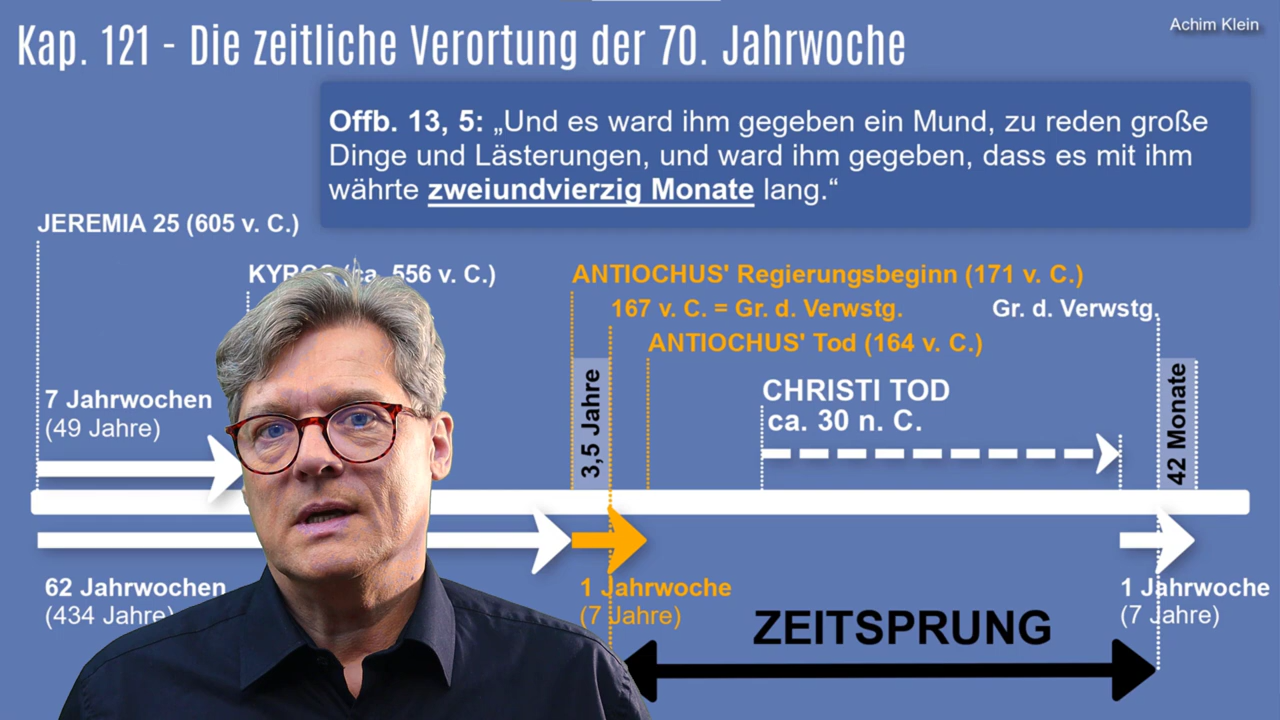 Achim Klein
Kap. 121 - Die zeitliche Verortung der 70. Jahrwoche
Offb. 13, 5: „Und es ward ihm gegeben ein Mund, zu reden große
Dinge und Lästerungen, und ward ihm gegeben, dass es mit ihm
währte zweiundvierzig Monate lang.“
JEREMIA 25 (605 v. C.)
(ca. 556 v. C.)
ANTIOCHUS' Regierungsbeginn (171 v. C.)
167 v. C. = Gr. d. Verwstg.
Gr. d. Verwstg.
ANTIOCHUS' Tod (164 v. C.)
7 Jahrwochen
(49 Jahre)
3,5 Jahre
CHRISTI TOD
ca. 30 n. C.
42 Monate
62 Jahrwochen
(434 Jahre)
1 Jahrwoche
(7 Jahre)
ZEITSPRUNG
1 Jahrwoche
(7 Jahre)